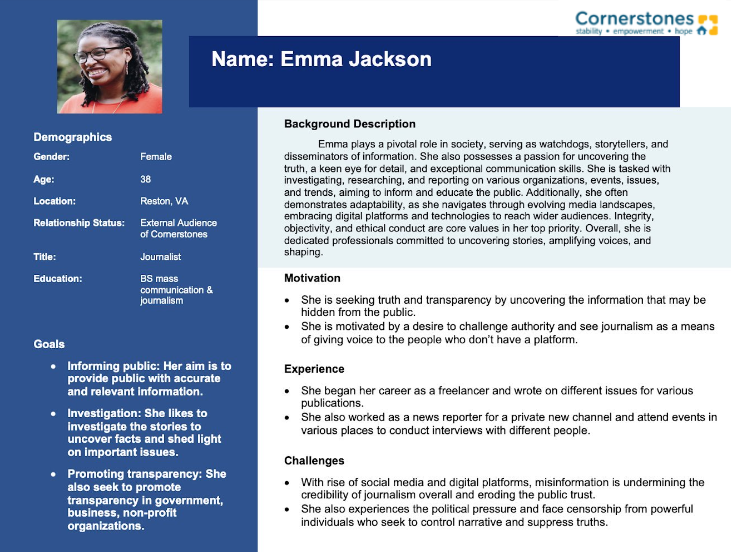 Cornerstones
stability • empowerment • hope
Name: Emma Jackson
Demographics
Gender: Female
Age: 38
Location: Reston, VA
Relationship Status: External Audience
of Cornerstones
Title: Journalist
Education: BS mass
communication &
journalism
Goals
• Informing public: Her aim is to
provide public with accurate
and relevant information.
• Investigation: She likes to
investigate the stories to
uncover facts and shed light
on important issues.
• Promoting transparency: She
also seek to promote
transparency in government,
business, non-profit
organizations.
Background Description
Emma plays a pivotal role in society, serving as watchdogs, storytellers, and
disseminators of information. She also possesses a passion for uncovering the
truth, a keen eye for detail, and exceptional communication skills. She is tasked with
investigating, researching, and reporting on various organizations, events, issues,
and trends, aiming to inform and educate the public. Additionally, she often
demonstrates adaptability, as she navigates through evolving media landscapes,
embracing digital platforms and technologies to reach wider audiences. Integrity,
objectivity, and ethical conduct are core values in her top priority. Overall, she is
dedicated professionals committed to uncovering stories, amplifying voices, and
shaping.
Motivation
• She is seeking truth and transparency by uncovering the information that may be
hidden from the public.
• She is motivated by a desire to challenge authority and see journalism as a means
of giving voice to the people who don't have a platform.
Experience
• She began her career as a freelancer and wrote on different issues for various
publications.
• She also worked as a news reporter for a private new channel and attend events in
various places to conduct interviews with different people.
Challenges
• With rise of social media and digital platforms, misinformation is undermining the
credibility of journalism overall and eroding the public trust.
• She also experiences the political pressure and face censorship from powerful
individuals who seek to control narrative and suppress truths.